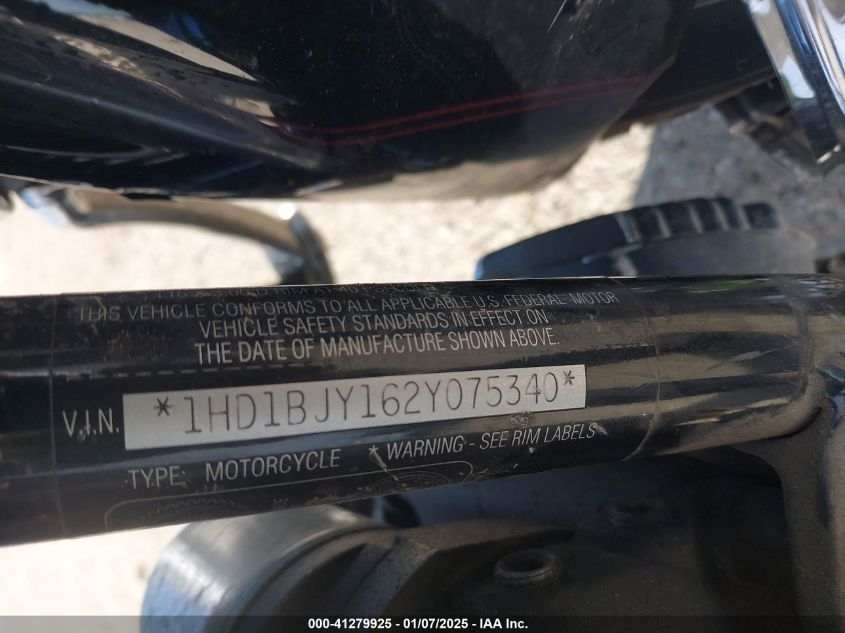 THIS VEHICLE CONFORMS TO ALL APPLICABLE U.S. FEDERAL MOTOR
VEHICLE SAFETY STANDARDS IN EFFECT ON
THE DATE OF MANUFACTURE SHOWN ABOVE.
V.I.N. *1HD1BJY162Y075340*
TYPE: MOTORCYCLE *WARNING - SEE RIM LABELS
000-41279925 - 01/07/2025 - IAA Inc.